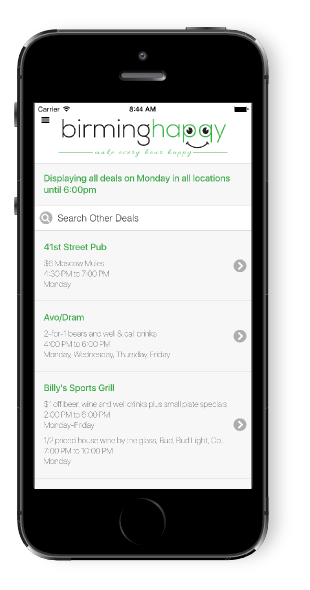 Carrier 8:44 AM
birminghappy
make every hour happy
Displaying all deals on Monday in all locations
until 6:00pm
Search Other Deals
41st Street Pub
$6 Moscow Mules
4:30 PM to 7:00 PM
Monday
Avo/Dram
2-for-1 beers and well & call drinks
4:00 PM to 6:00 PM
Monday, Wednesday, Thursday, Friday
Billy's Sports Grill
$1 off beer, wine and well drinks plus small plate specials
2:00 PM to 6:00 PM
Monday-Friday
1/2 priced house wine by the glass, Bud, Bud Light, Co...
7:00 PM to 10:00 PM
Monday